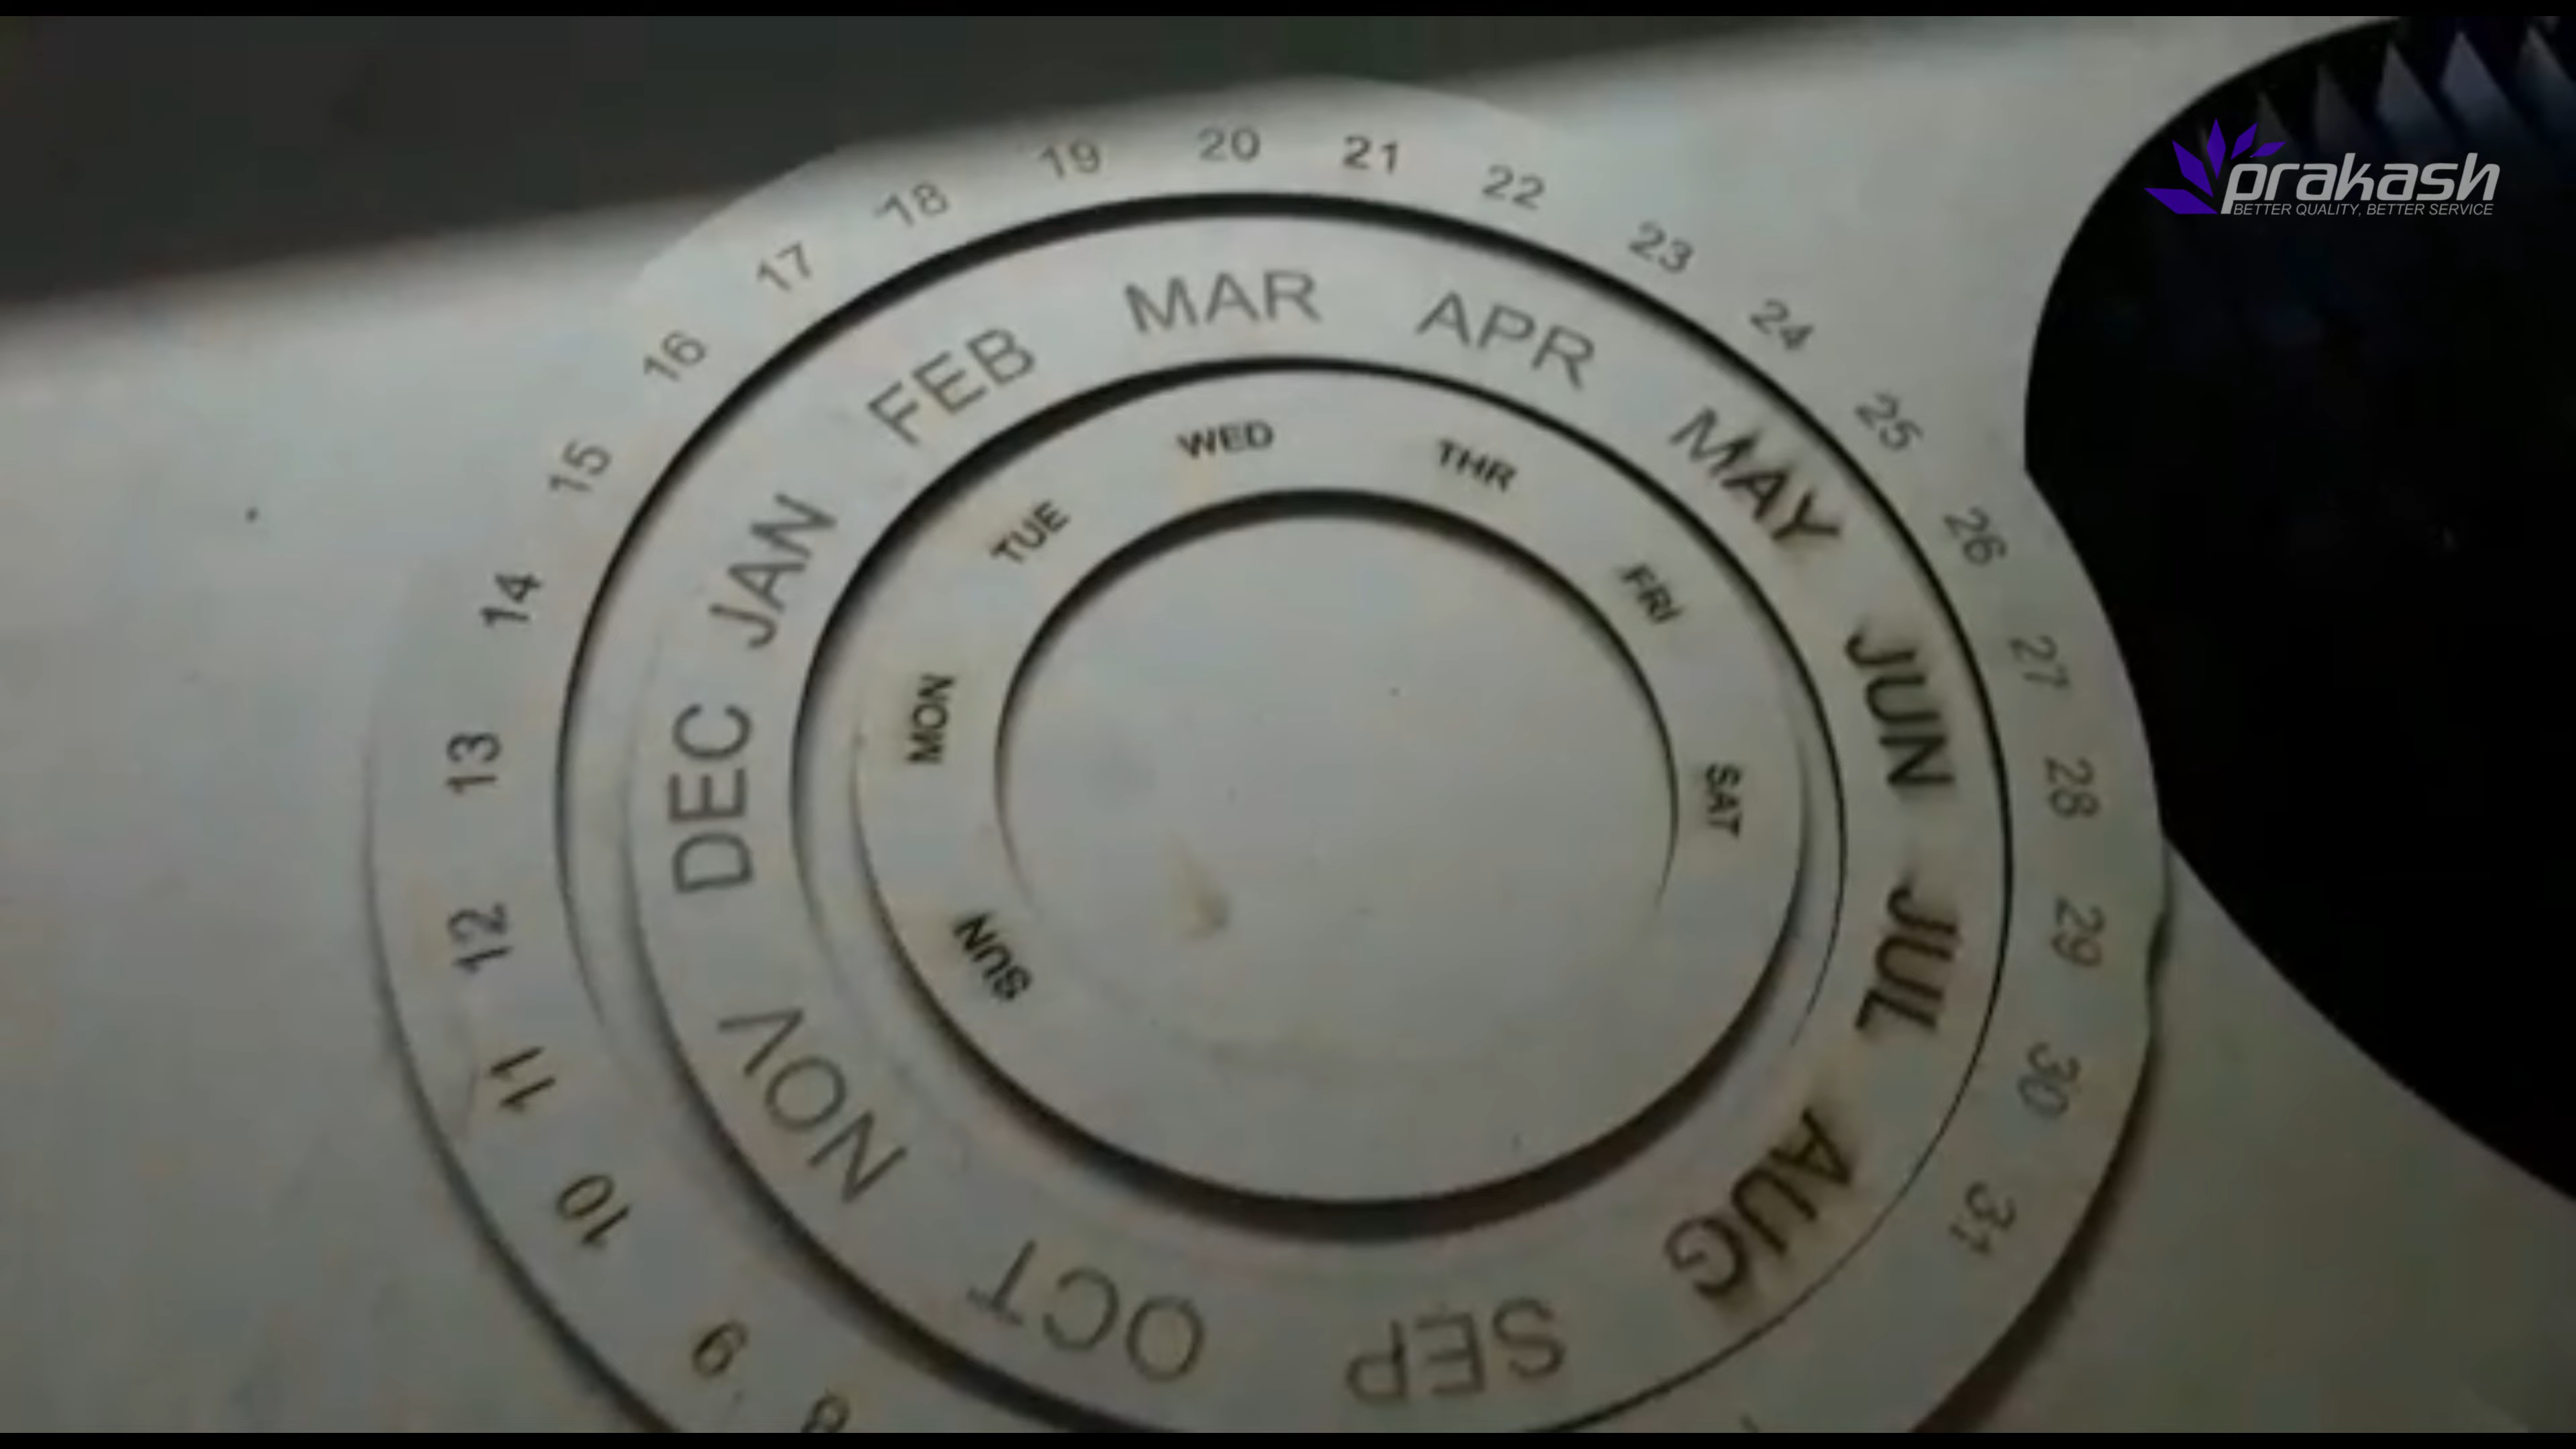 prakash
BETTER QUALITY, BETTER SERVICE
8
9
10
11
12
13
14
15
16
17
18
19
20
21
22
23
24
25
26
27
28
29
30
31
JAN
FEB
MAR
APR
MAY
JUN
JUL
AUG
SEP
OCT
NOV
DEC
SUN
MON
TUE
WED
THR
FRI
SAT